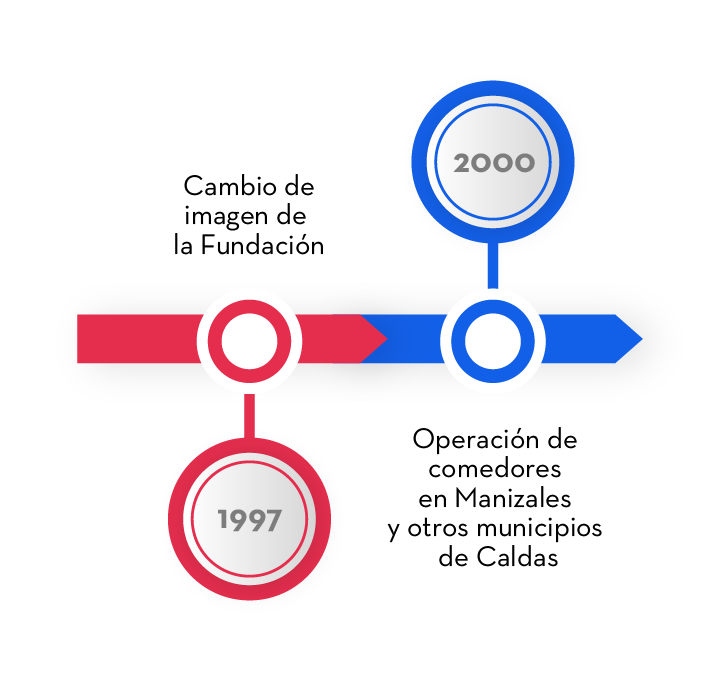 Cambio de
imagen de
la Fundación
1997
2000
Operación de
comedores
en Manizales
y otros municipios
de Caldas